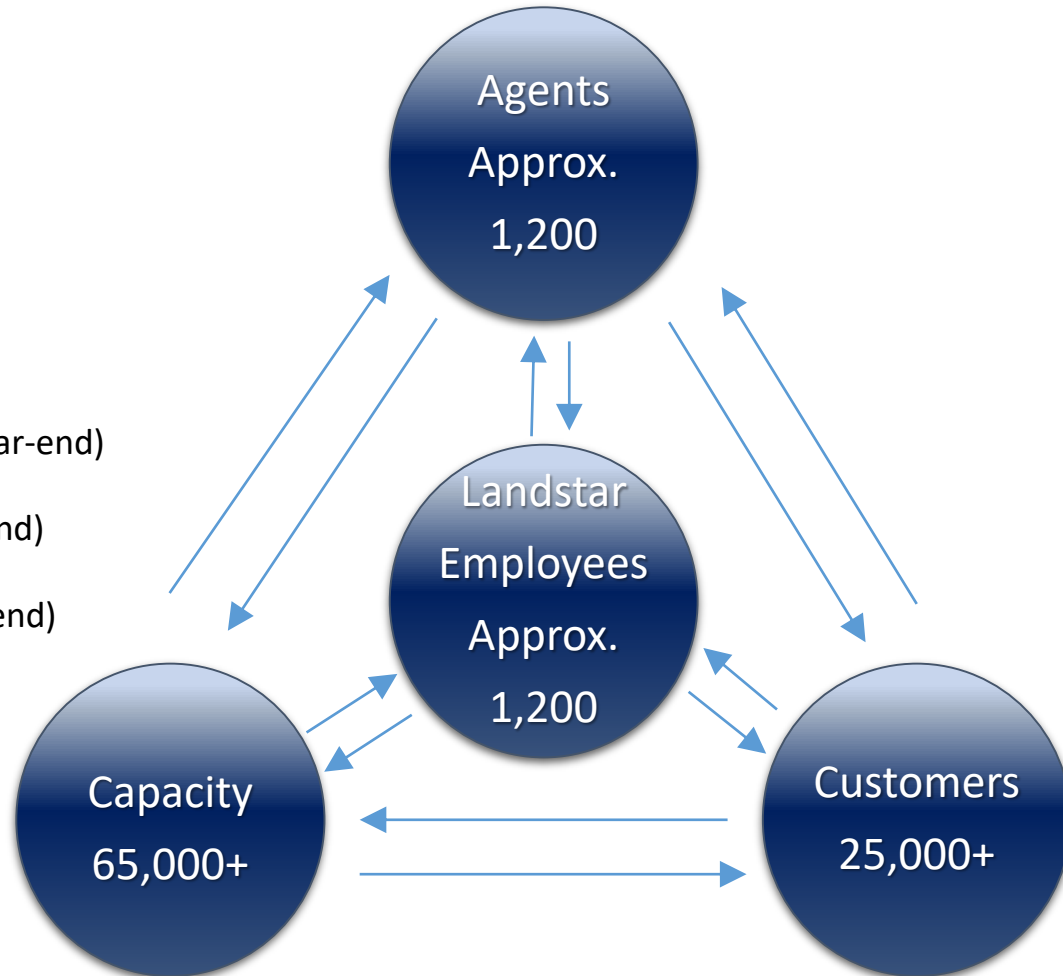 Agents
Approx.
1,200
ar-end)
nd)
end)
Landstar
Employees
Approx.
1,200
Capacity
65,000+
Customers
25,000+